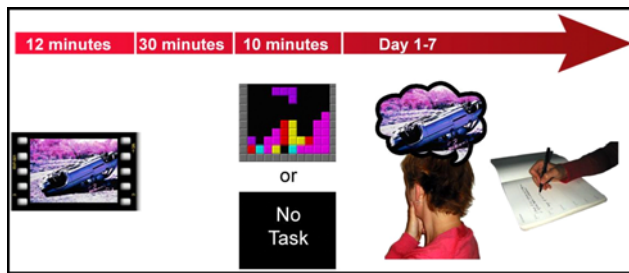 12 minutes
30 minutes
10 minutes
Day 1-7
or
No
Task